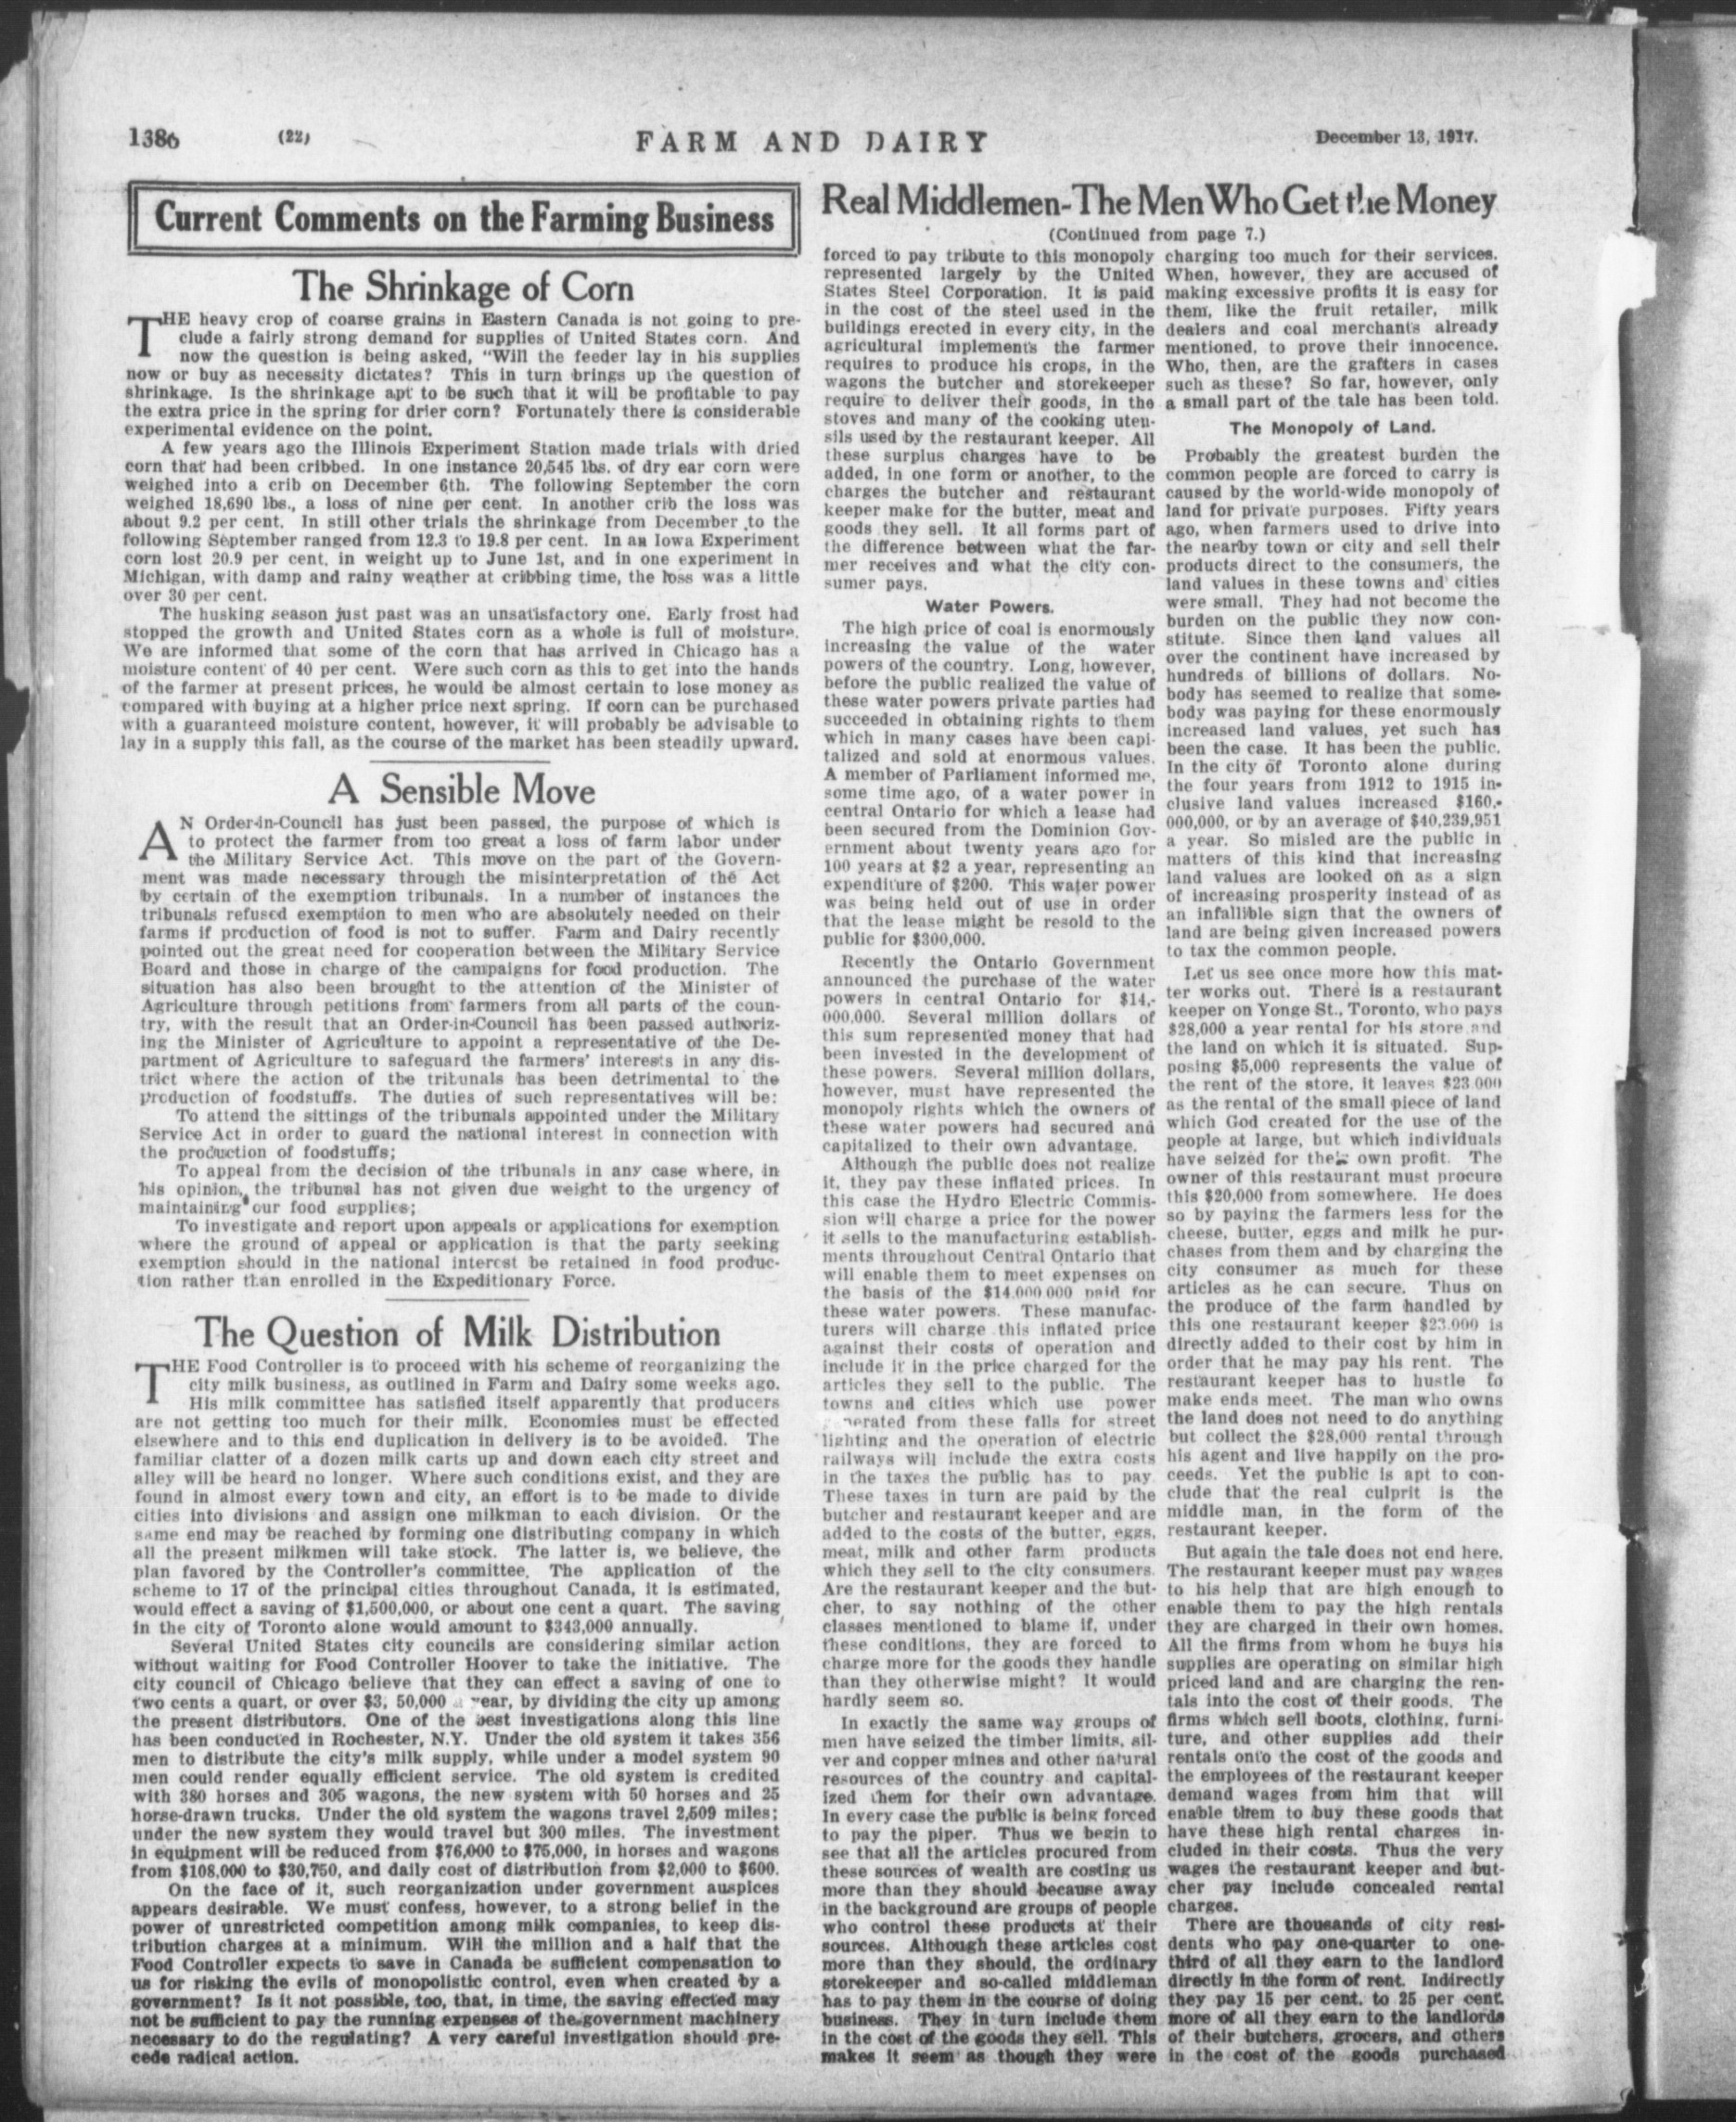 1386 (22) FARM AND DAIRY December 13, 1917.
Current Comments on the Farming Business
The Shrinkage of Corn
THE heavy crop of coarse grains in Eastern Canada is not going to pre-
clude a fairly strong demand for supplies of United States corn. And
now the question is being asked, "Will the feeder lay in his supplies
now or buy as necessity dictates? This in turn brings up the question of
shrinkage. Is the shrinkage apt to be such that it will be profitable to pay
the extra price in the spring for drier corn? Fortunately there is considerable
experimental evidence on the point.
A few years ago the Illinois Experiment Station made trials with dried
corn that had been cribbed. In one instance 20,545 lbs. of dry ear corn were
weighed into a crib on December 6th. The following September the corn
weighed 18,690 lbs., a loss of nine per cent. In another crib the loss was
about 9.2 per cent. In still other trials the shrinkage from December to the
following September ranged from 12.3 to 19.8 per cent. In an Iowa Experiment
corn lost 20.9 per cent. in weight up to June 1st, and in one experiment in
Michigan, with damp and rainy weather at cribbing time, the loss was a little
over 30 per cent.
The husking season just past was an unsatisfactory one. Early frost had
stopped the growth and United States corn as a whole is full of moisture.
We are informed that some of the corn that has arrived in Chicago has a
moisture content of 40 per cent. Were such corn as this to get into the hands
of the farmer at present prices, he would be almost certain to lose money as
compared with buying at a higher price next spring. If corn can be purchased
with a guaranteed moisture content, however, it will probably be advisable to
lay in a supply this fall, as the course of the market has been steadily upward.
A Sensible Move
AN Order-in-Council has just been passed, the purpose of which is
to protect the farmer from too great a loss of farm labor under
the Military Service Act. This move on the part of the Govern-
ment was made necessary through the misinterpretation of the Act
by certain of the exemption tribunals. In a number of instances the
tribunals refused exemption to men who are absolutely needed on their
farms if production of food is not to suffer. Farm and Dairy recently
pointed out the great need for cooperation between the Military Service
Board and those in charge of the campaigns for food production. The
situation has also been brought to the attention of the Minister of
Agriculture through petitions from farmers from all parts of the coun-
try, with the result that an Order-in-Council has been passed authoriz-
ing the Minister of Agriculture to appoint a representative of the De-
partment of Agriculture to safeguard the farmers' interests in any dis-
trict where the action of the tribunals has been detrimental to the
production of foodstuffs. The duties of such representatives will be:
To attend the sittings of the tribunals appointed under the Military
Service Act in order to guard the national interest in connection with
the production of foodstuffs;
To appeal from the decision of the tribunals in any case where, in
his opinion, the tribunal has not given due weight to the urgency of
maintaining our food supplies;
To investigate and report upon appeals or applications for exemption
where the ground of appeal or application is that the party seeking
exemption should in the national interest be retained in food produc-
tion rather than enrolled in the Expeditionary Force.
The Question of Milk Distribution
THE Food Controller is to proceed with his scheme of reorganizing the
city milk business, as outlined in Farm and Dairy some weeks ago.
His milk committee has satisfied itself apparently that producers
are not getting too much for their milk. Economies must be effected
elsewhere and to this end duplication in delivery is to be avoided. The
familiar clatter of a dozen milk carts up and down each city street and
alley will be heard no longer. Where such conditions exist, and they are
found in almost every town and city, an effort is to be made to divide
cities into divisions and assign one milkman to each division. Or the
same end may be reached by forming one distributing company in which
all the present milkmen will take stock. The latter is, we believe, the
plan favored by the Controller's committee. The application of the
scheme to 17 of the principal cities throughout Canada, it is estimated,
would effect a saving of $1,500,000, or about one cent a quart. The saving
in the city of Toronto alone would amount to $343,000 annually.
Several United States city councils are considering similar action
without waiting for Food Controller Hoover to take the initiative. The
city council of Chicago believe that they can effect a saving of one to
two cents a quart, or over $3, 50,000 a year, by dividing the city up among
the present distributors. One of the best investigations along this line
has been conducted in Rochester, N.Y. Under the old system it takes 356
men to distribute the city's milk supply, while under a model system 90
men could render equally efficient service. The old system is credited
with 380 horses and 305 wagons, the new system with 50 horses and 25
horse-drawn trucks. Under the old system the wagons travel 2,509 miles;
under the new system they would travel but 300 miles. The investment
in equipment will be reduced from $76,000 to $75,000, in horses and wagons
from $108,000 to $30,750, and daily cost of distribution from $2,000 to $600.
On the face of it, such reorganization under government auspices
appears desirable. We must confess, however, to a strong belief in the
power of unrestricted competition among milk companies, to keep dis-
tribution charges at a minimum. Will the million and a half that the
Food Controller expects to save in Canada be sufficient compensation to
us for risking the evils of monopolistic control, even when created by a
government? Is it not possible, too, that, in time, the saving effected may
not be sufficient to pay the running expenses of the government machinery
necessary to do the regulating? A very careful investigation should pre-
cede radical action.
Real Middlemen-The Men Who Get the Money
(Continued from page 7.)
forced to pay tribute to this monopoly
represented largely by the United
States Steel Corporation. It is paid
in the cost of the steel used in the
buildings erected in every city, in the
agricultural implements the farmer
requires to produce his crops, in the
wagons the butcher and storekeeper
require to deliver their goods, in the
stoves and many of the cooking uten-
sils used by the restaurant keeper. All
these surplus charges have to be
added, in one form or another, to the
charges the butcher and restaurant
keeper make for the butter, meat and
goods they sell. It all forms part of
the difference between what the far-
mer receives and what the city con-
sumer pays.
Water Powers.
The high price of coal is enormously
increasing the value of the water
powers of the country. Long, however,
before the public realized the value of
these water powers private parties had
succeeded in obtaining rights to them
which in many cases have been capi-
talized and sold at enormous values.
A member of Parliament informed me,
some time ago, of a water power in
central Ontario for which a lease had
been secured from the Dominion Gov-
ernment about twenty years ago for
100 years at $2 a year, representing an
expenditure of $200. This water power
was being held out of use in order
that the lease might be resold to the
public for $300,000.
Recently the Ontario Government
announced the purchase of the water
powers in central Ontario for $14,-
000,000. Several million dollars of
this sum represented money that had
been invested in the development of
these powers. Several million dollars,
however, must have represented the
monopoly rights which the owners of
these water powers had secured and
capitalized to their own advantage.
Although the public does not realize
it, they pay these inflated prices. In
this case the Hydro Electric Commis-
sion will charge a price for the power
it sells to the manufacturing establish-
ments throughout Central Ontario that
will enable them to meet expenses on
the basis of the $14.000.000 paid for
these water powers. These manufac-
turers will charge this inflated price
against their costs of operation and
include it in the price charged for the
articles they sell to the public. The
towns and cities which use power
nerated from these falls for street
lighting and the operation of electric
railways will include the extra costs
in the taxes the public has to pay.
These taxes in turn are paid by the
butcher and restaurant keeper and are
added to the costs of the butter, eggs,
meat, milk and other farm products
which they sell to the city consumers.
Are the restaurant keeper and the but-
cher, to say nothing of the other
classes mentioned to blame if, under
these conditions, they are forced to
charge more for the goods they handle
than they otherwise might? It would
hardly seem so.
In exactly the same way groups of
men have seized the timber limits, sil-
ver and copper mines and other natural
resources of the country and capital-
ized them for their own advantage.
In every case the public is being forced
to pay the piper. Thus we begin to
see that all the articles procured from
these sources of wealth are costing us
more than they should because away
in the background are groups of people
who control these products at their
sources. Although these articles cost
more than they should, the ordinary
storekeeper and so-called middleman
has to pay them in the course of doing
business. They in turn include them
in the cost of the goods they sell. This
makes it seem as though they were
charging too much for their services.
When, however, they are accused of
making excessive profits it is easy for
them, like the fruit retailer, milk
dealers and coal merchants already
mentioned, to prove their innocence.
Who, then, are the grafters in cases
such as these? So far, however, only
a small part of the tale has been told.
The Monopoly of Land.
Probably the greatest burden the
common people are forced to carry is
caused by the world-wide monopoly of
land for private purposes. Fifty years
ago, when farmers used to drive into
the nearby town or city and sell their
products direct to the consumers, the
land values in these towns and cities
were small. They had not become the
burden on the public they now con-
stitute. Since then land values all
over the continent have increased by
hundreds of billions of dollars. No-
body has seemed to realize that some-
body was paying for these enormously
increased land values, yet such has
been the case. It has been the public.
In the city of Toronto alone during
the four years from 1912 to 1915 in-
clusive land values increased $160,-
000,000, or by an average of $40,239,951
a year. So misled are the public in
matters of this kind that increasing
land values are looked on as a sign
of increasing prosperity instead of as
an infallible sign that the owners of
land are being given increased powers
to tax the common people.
Let us see once more how this mat-
ter works out. There is a restaurant
keeper on Yonge St., Toronto, who pays
$28,000 a year rental for his store and
the land on which it is situated. Sup-
posing $5,000 represents the value of
the rent of the store, it leaves $23.000
as the rental of the small piece of land
which God created for the use of the
people at large, but which individuals
have seized for their own profit. The
owner of this restaurant must procure
this $20,000 from somewhere. He does
so by paying the farmers less for the
cheese, butter, eggs and milk he pur-
chases from them and by charging the
city consumer as much for these
articles as he can secure. Thus on
the produce of the farm handled by
this one restaurant keeper $23.000 is
directly added to their cost by him in
order that he may pay his rent. The
restaurant keeper has to hustle to
make ends meet. The man who owns
the land does not need to do anything
but collect the $28,000 rental through
his agent and live happily on the pro-
ceeds. Yet the public is apt to con-
clude that the real culprit is the
middle man, in the form of the
restaurant keeper.
But again the tale does not end here.
The restaurant keeper must pay wages
to his help that are high enough to
enable them to pay the high rentals
they are charged in their own homes.
All the firms from whom he buys his
supplies are operating on similar high
priced land and are charging the ren-
tals into the cost of their goods. The
firms which sell boots, clothing, furni-
ture, and other supplies add their
rentals onto the cost of the goods and
the employees of the restaurant keeper
demand wages from him that will
enable them to buy these goods that
have these high rental charges in-
cluded in their costs. Thus the very
wages the restaurant keeper and but-
cher pay include concealed rental
charges.
There are thousands of city resi-
dents who pay one-quarter to one-
third of all they earn to the landlord
directly in the form of rent. Indirectly
they pay 15 per cent. to 25 per cent.
more of all they earn to the landlords
of their butchers, grocers, and others
in the cost of the goods purchased